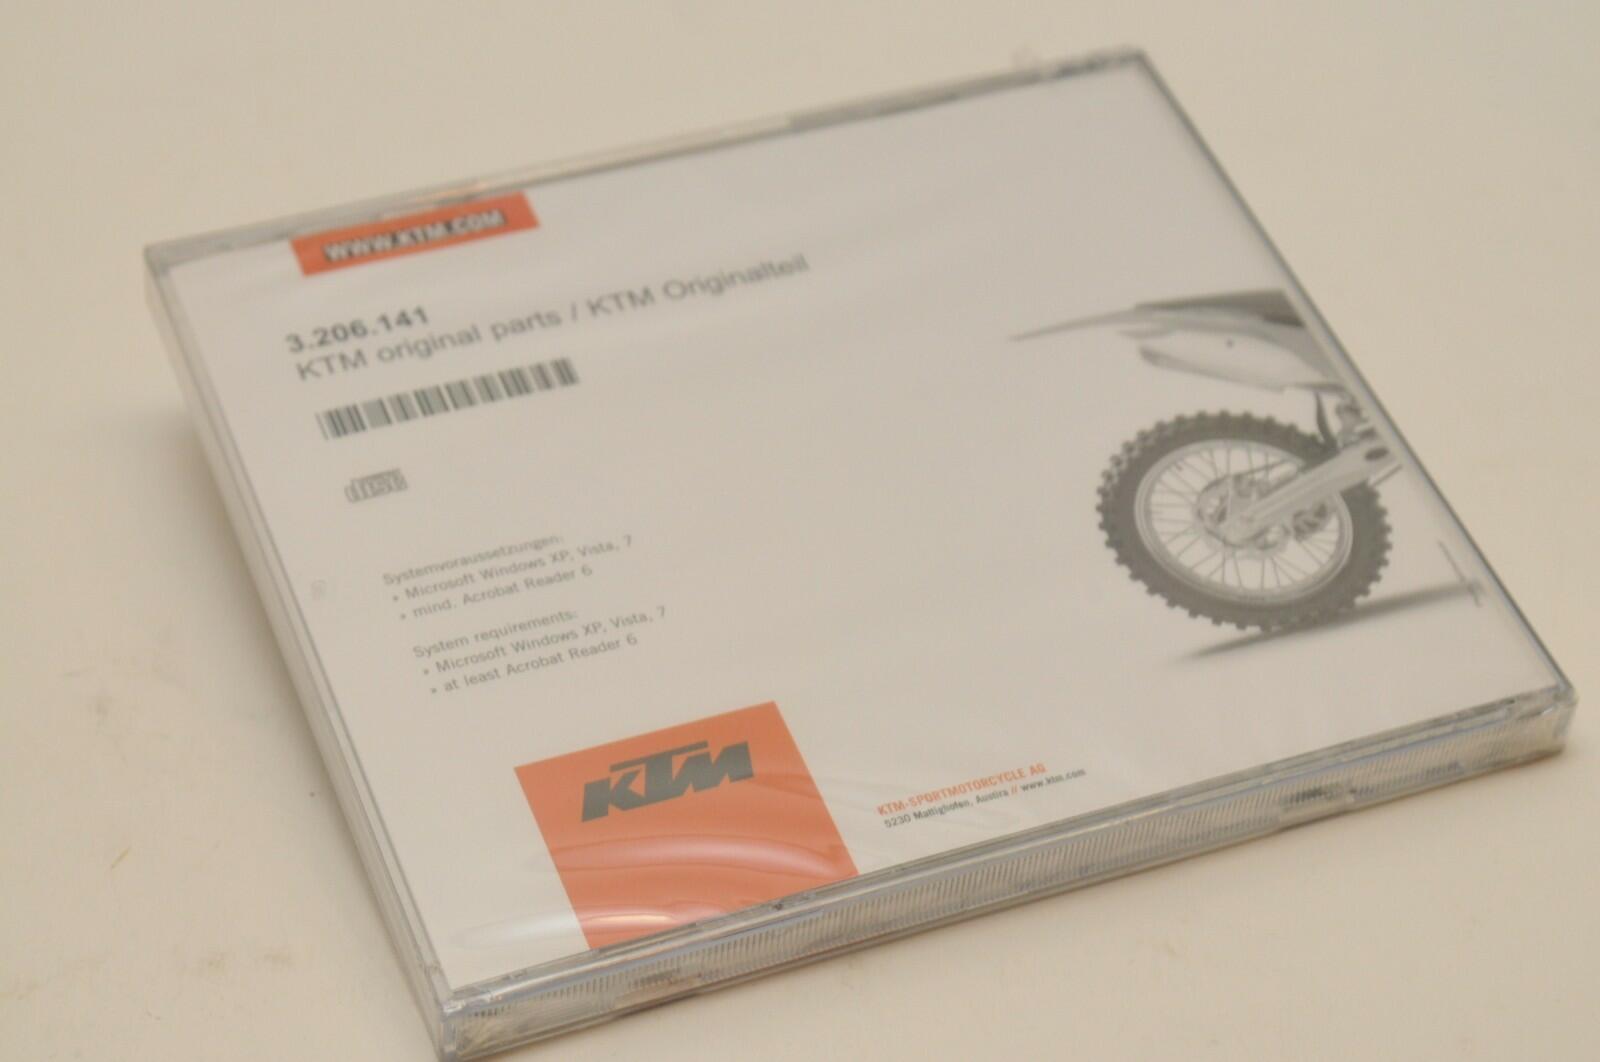 WWW.KTM.COM
3.206.141
KTM original parts / KTM Originalteil
Systemvoraussetzungen:
• Microsoft Windows XP, Vista, 7
• mind. Acrobat Reader 6
System requirements:
• Microsoft Windows XP, Vista, 7
• at least Acrobat Reader 6
KTM
KTM-SPORTMOTORCYCLE AG
5230 Mattighofen, Austira // www.ktm.com